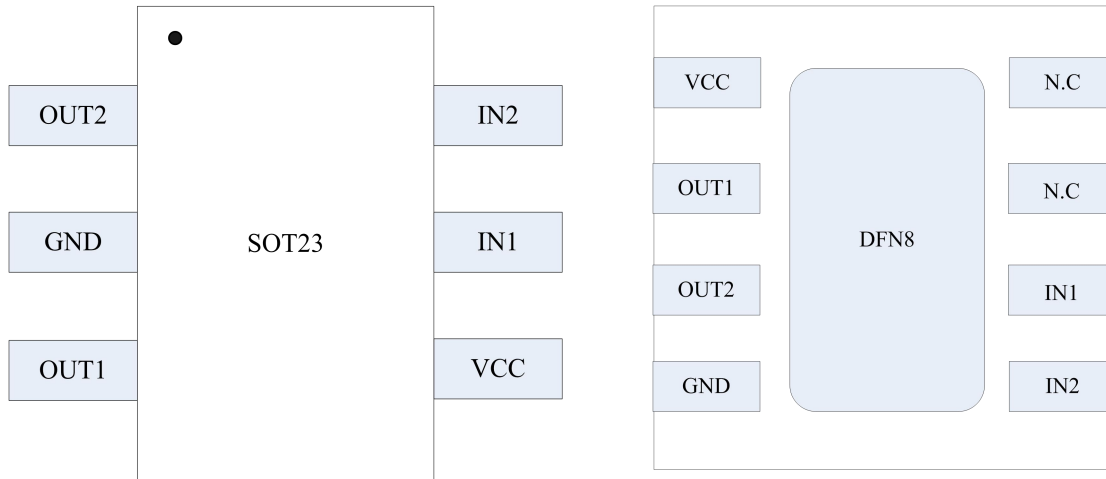 OUT2
IN2
GND
SOT23
IN1
OUT1
VCC
VCC
N.C
OUT1
N.C
DFN8
OUT2
IN1
GND
IN2